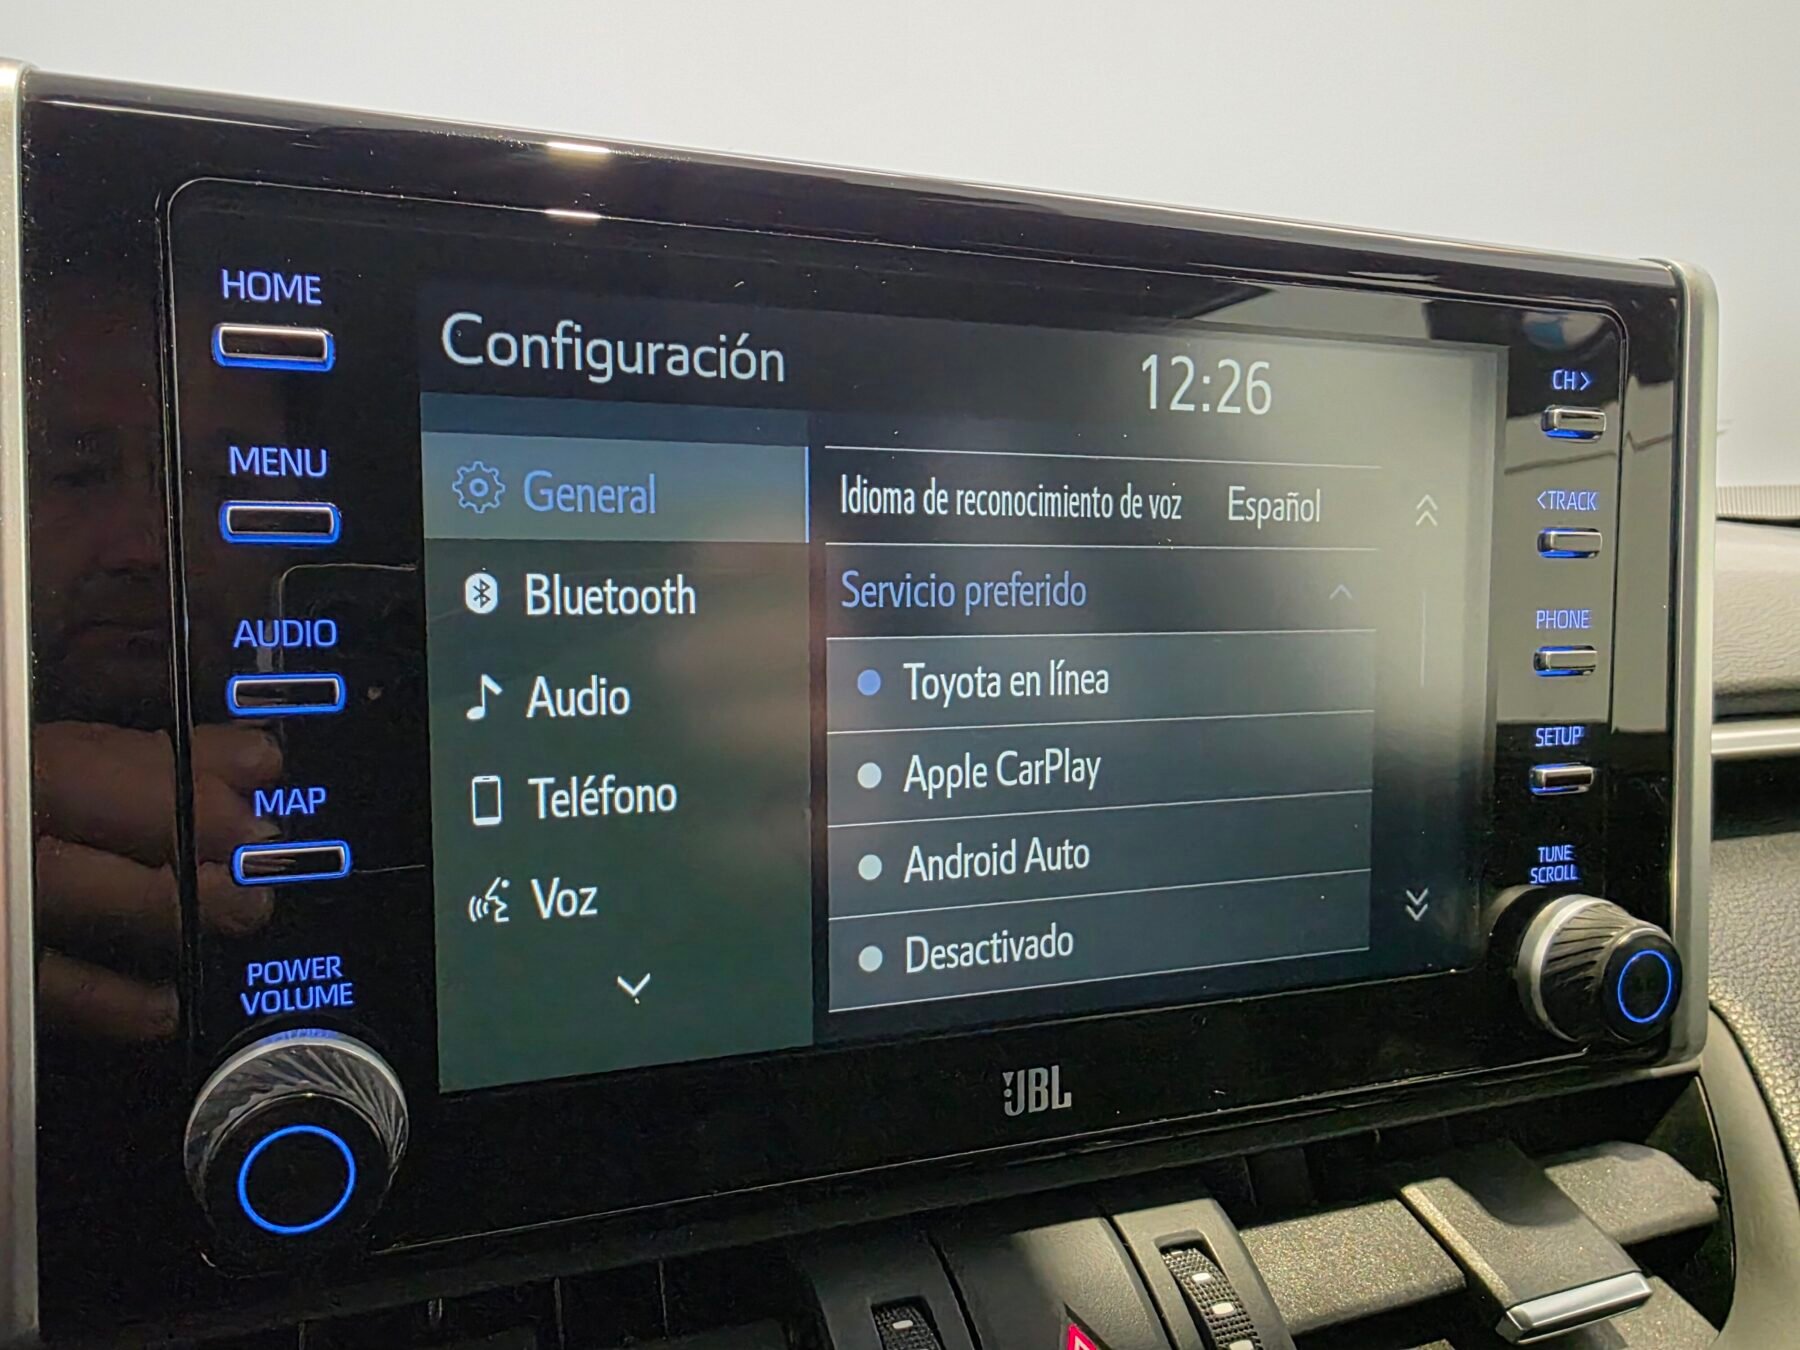 HOME
MENU
AUDIO
MAP
POWER
VOLUME
Configuración
12:26
General
Bluetooth
Audio
Teléfono
Voz
Idioma de reconocimiento de voz Español
Servicio preferido
Toyota en línea
Apple CarPlay
Android Auto
Desactivado
CH>
<TRACK
PHONE
SETUP
TUNE
SCROLL
JBL